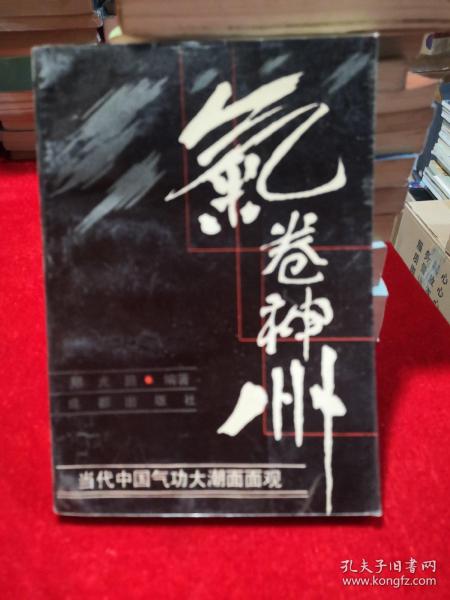 氣卷神州
编著
成都出版社
当代中国气功大潮面面观
孔夫子旧书网
www.kongfz.com